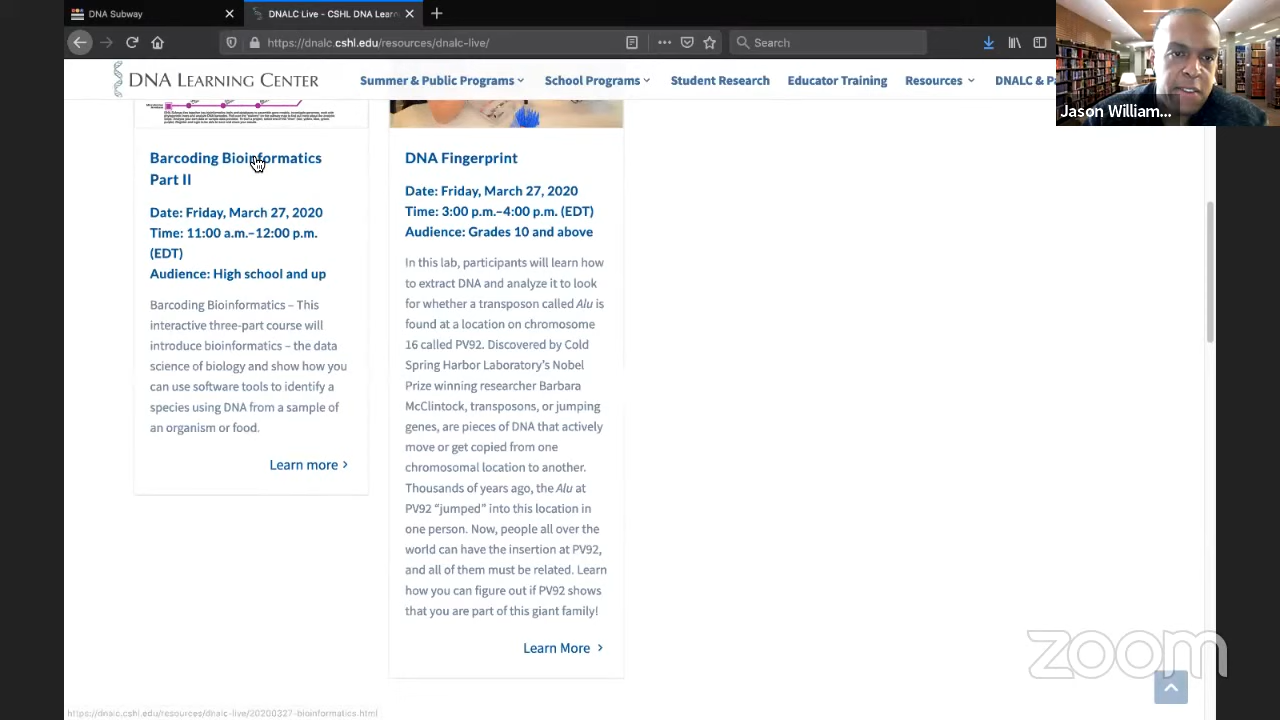 DNA Subway
DNALC Live - CSHL DNA Learn
https://dnalc.cshl.edu/resources/dnalc-live/
Search
DNA LEARNING CENTER
Summer & Public Programs
School Programs
Student Research
Educator Training
Resources
DNALC & P
Jason William...
Barcoding Bioinformatics
Part II
Date: Friday, March 27, 2020
Time: 11:00 a.m.–12:00 p.m.
(EDT)
Audience: High school and up
Barcoding Bioinformatics – This
interactive three-part course will
introduce bioinformatics – the data
science of biology and show how you
can use software tools to identify a
species using DNA from a sample of
an organism or food.
Learn more
DNA Fingerprint
Date: Friday, March 27, 2020
Time: 3:00 p.m.–4:00 p.m. (EDT)
Audience: Grades 10 and above
In this lab, participants will learn how
to extract DNA and analyze it to look
for whether a transposon called Alu is
found at a location on chromosome
16 called PV92. Discovered by Cold
Spring Harbor Laboratory's Nobel
Prize winning researcher Barbara
McClintock, transposons, or jumping
genes, are pieces of DNA that actively
move or get copied from one
chromosomal location to another.
Thousands of years ago, the Alu at
PV92 “jumped” into this location in
one person. Now, people all over the
world can have the insertion at PV92,
and all of them must be related. Learn
how you can figure out if PV92 shows
that you are part of this giant family!
Learn More
zoom
https://dnalc.cshl.edu/resources/dnalc-live/20200327-bioinformatics.html